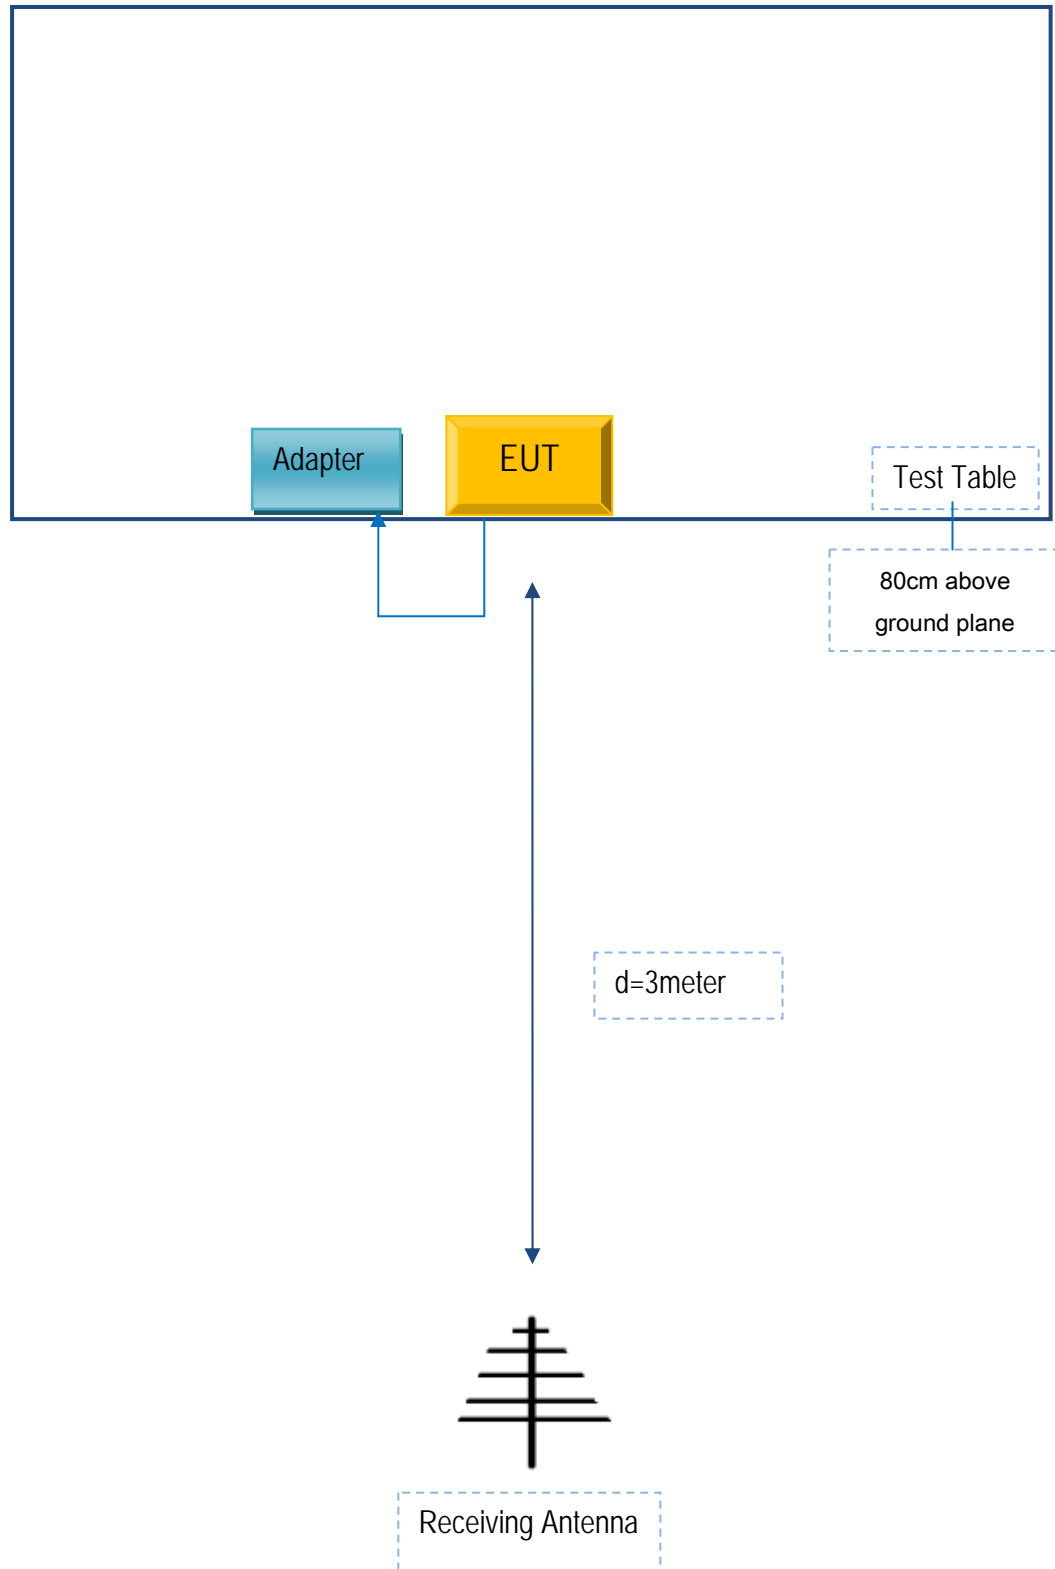 Adapter
EUT
Test Table
80cm above
ground plane
d=3meter
Receiving Antenna